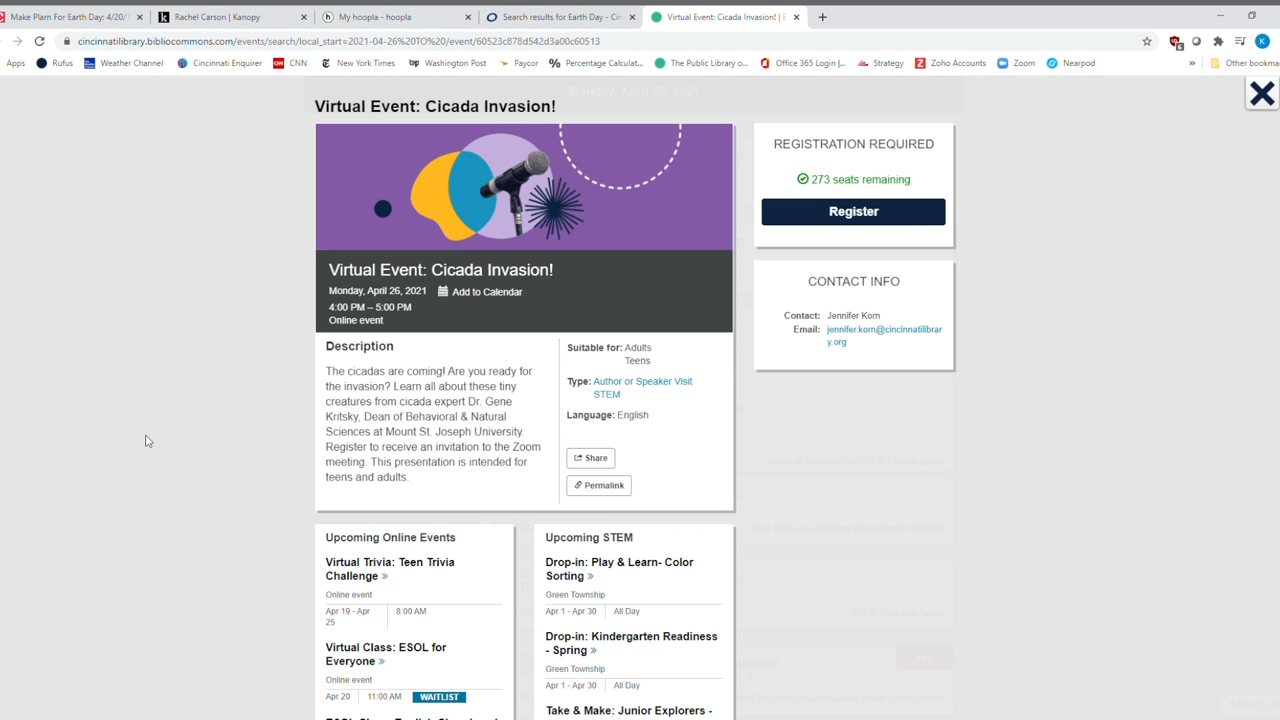 Make Plam For Earth Day: 4/20/1
Rachel Carson | Kanopy
My hoopla - hoopla
Search results for Earth Day - Cin
Virtual Event: Cicada Invasion! | E
cincinnatilibrary.bibliocommons.com/events/search/local_start=2021-04-26%20TO%20/event/60523c878d542d3a00c60513
6
K
Apps
Rufus
Weather Channel
Cincinnati Enquirer
CNN
New York Times
Washington Post
Paycor
Percentage Calculat...
The Public Library o...
Office 365 Login |...
Strategy
Zoho Accounts
Zoom
Nearpod
»
Other bookma
Monday, April 26, 2021
Virtual Event: Cicada Invasion!
Virtual Event: Cicada Invasion!
Monday, April 26, 2021
Add to Calendar
4:00 PM – 5:00 PM
Online event
Description
The cicadas are coming! Are you ready for
the invasion? Learn all about these tiny
creatures from cicada expert Dr. Gene
Kritsky, Dean of Behavioral & Natural
Sciences at Mount St. Joseph University.
Register to receive an invitation to the Zoom
meeting. This presentation is intended for
teens and adults.
Suitable for: Adults
Teens
Type: Author or Speaker Visit
STEM
Language: English
Share
Permalink
REGISTRATION REQUIRED
273 seats remaining
Register
CONTACT INFO
Contact: Jennifer Korn
Email: jennifer.korn@cincinnatilibrar
y.org
Upcoming Online Events
Virtual Trivia: Teen Trivia
Challenge »
Online event
Apr 19 - Apr
25
8:00 AM
Virtual Class: ESOL for
Everyone »
Online event
Apr 20
11:00 AM
WAITLIST
Upcoming STEM
Drop-in: Play & Learn- Color
Sorting »
Green Township
Apr 1 - Apr 30
All Day
Drop-in: Kindergarten Readiness
- Spring »
Green Township
Apr 1 - Apr 30
All Day
Take & Make: Junior Explorers -